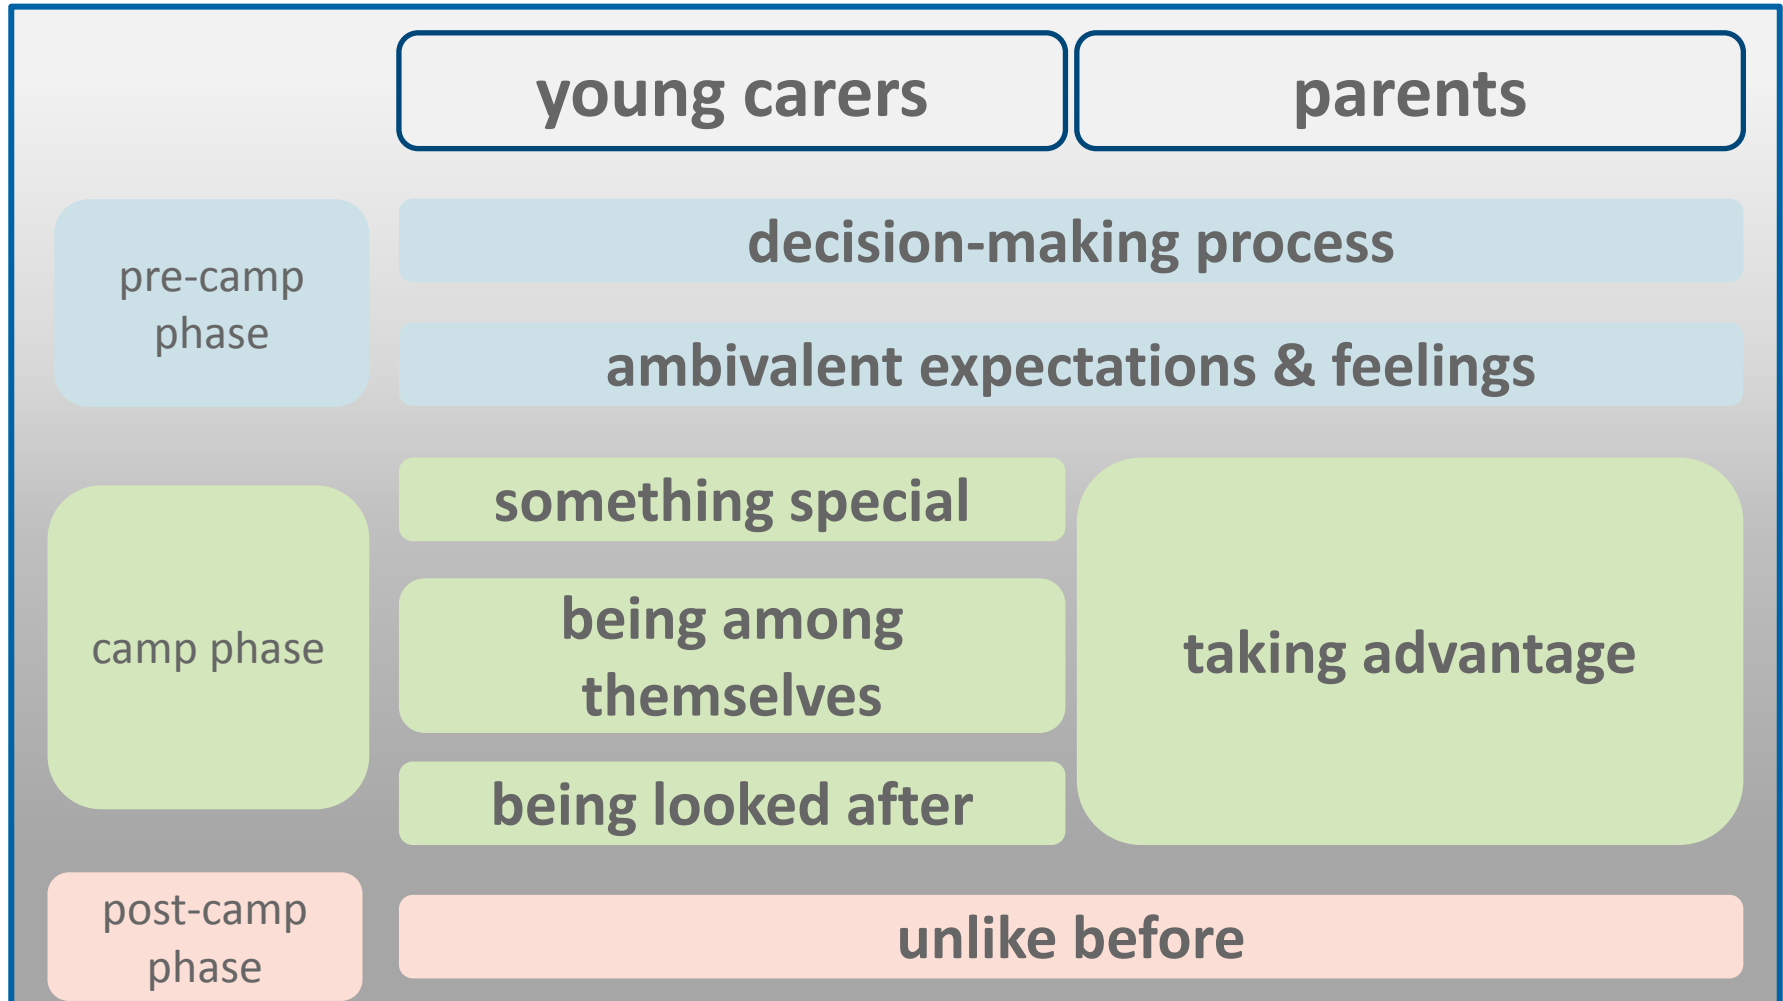 young carers
parents
pre-camp
phase
decision-making process
ambivalent expectations & feelings
camp phase
something special
being among
themselves
being looked after
taking advantage
post-camp
phase
unlike before